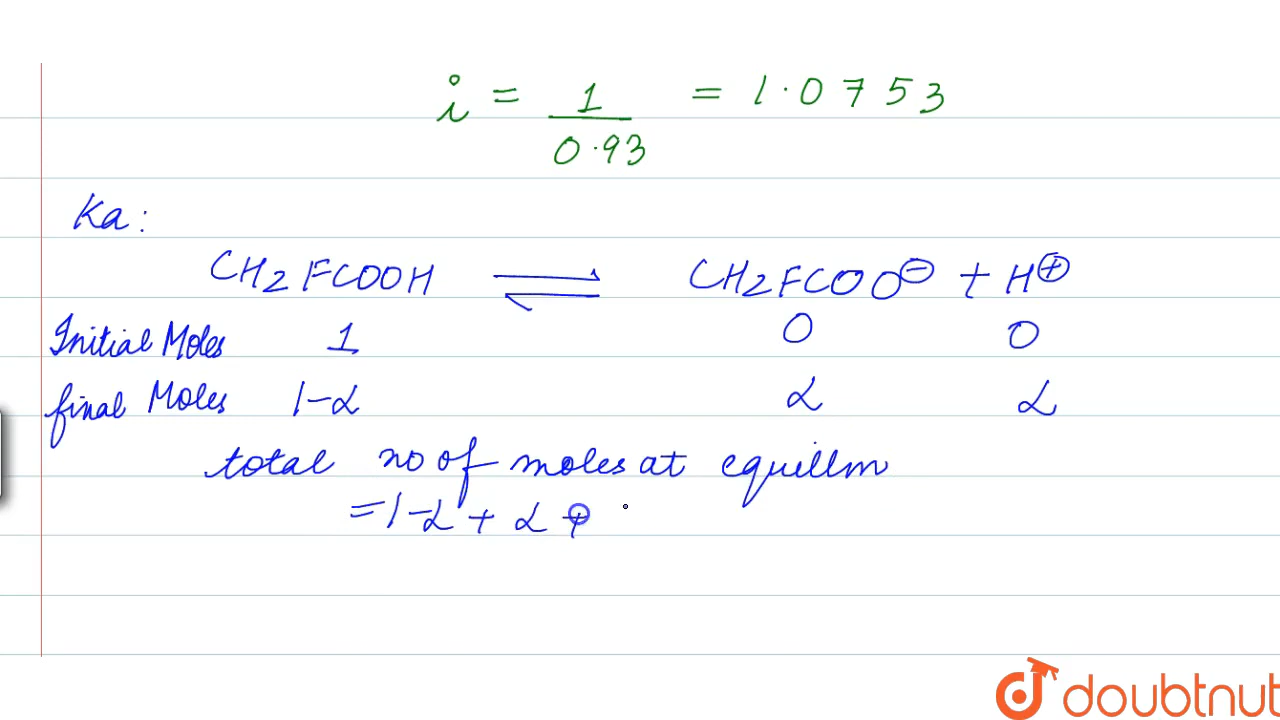 i = 1/0.93 = 1.0753
Ka:
CH2FCOOH ⇌ CH2FCOO⊖ + H⊕
Initial Moles 1 0 0
final Moles 1-α α α
total no of moles at equillm
= 1-α + α +
doubtnut